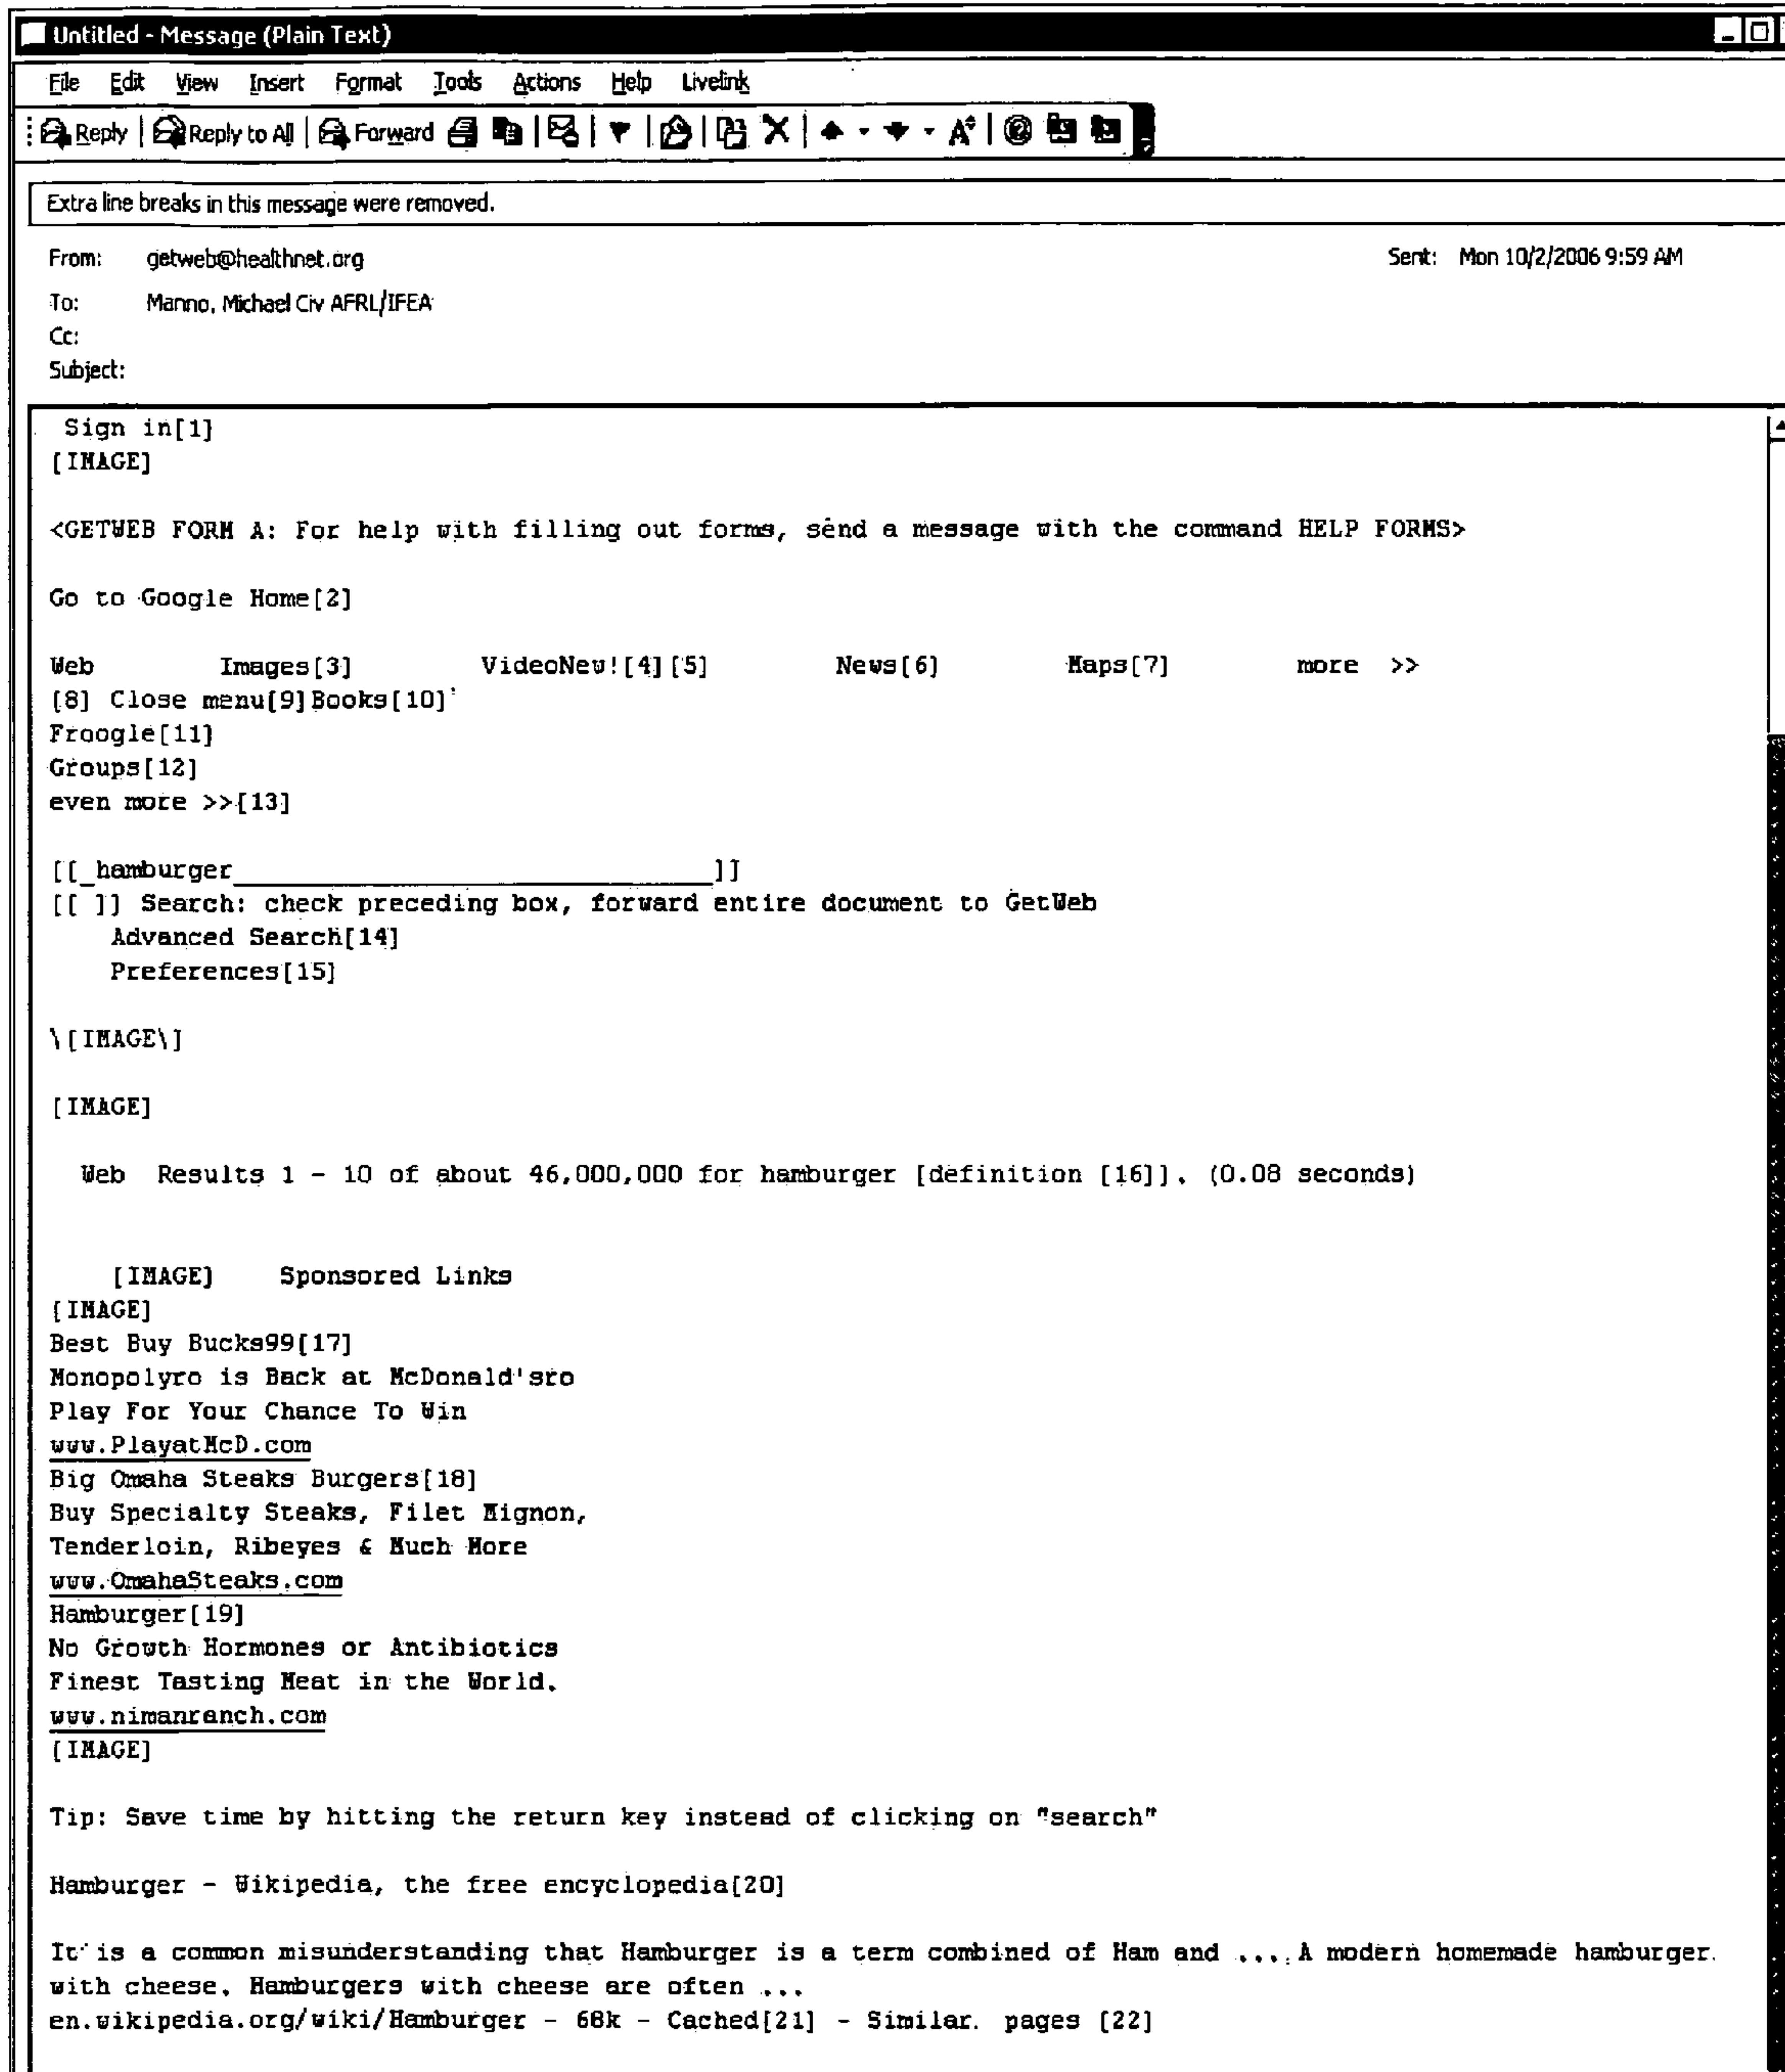 Untitled - Message (Plain Text)
File Edit View Insert Format Tools Actions Help Livelink
Reply Reply to All Forward
Extra line breaks in this message were removed.
From: getweb@healthnet.org Sent: Mon 10/2/2006 9:59 AM
To: Manno, Michael Civ AFRL/IFEA
Cc:
Subject:
Sign in[1]
[IMAGE]
<GETWEB FORM A: For help with filling out forms, send a message with the command HELP FORMS>
Go to Google Home[2]
Web Images[3] VideoNew![4][5] News[6] Maps[7] more >>
[8] Close menu[9]Books[10]
Froogle[11]
Groups[12]
even more >>[13]
[[_hamburger_______________________________]]
[[ ]] Search: check preceding box, forward entire document to GetWeb
Advanced Search[14]
Preferences[15]
\[IMAGE\]
[IMAGE]
Web Results 1 - 10 of about 46,000,000 for hamburger [definition [16]]. (0.08 seconds)
[IMAGE] Sponsored Links
[IMAGE]
Best Buy Bucks99[17]
Monopolyro is Back at McDonald'sro
Play For Your Chance To Win
www.PlayatMcD.com
Big Omaha Steaks Burgers[18]
Buy Specialty Steaks, Filet Mignon,
Tenderloin, Ribeyes & Much More
www.OmahaSteaks.com
Hamburger[19]
No Growth Hormones or Antibiotics
Finest Tasting Meat in the World.
www.nimanranch.com
[IMAGE]
Tip: Save time by hitting the return key instead of clicking on "search"
Hamburger - Wikipedia, the free encyclopedia[20]
It is a common misunderstanding that Hamburger is a term combined of Ham and ... A modern homemade hamburger.
with cheese. Hamburgers with cheese are often ...
en.wikipedia.org/wiki/Hamburger - 68k - Cached[21] - Similar. pages [22]